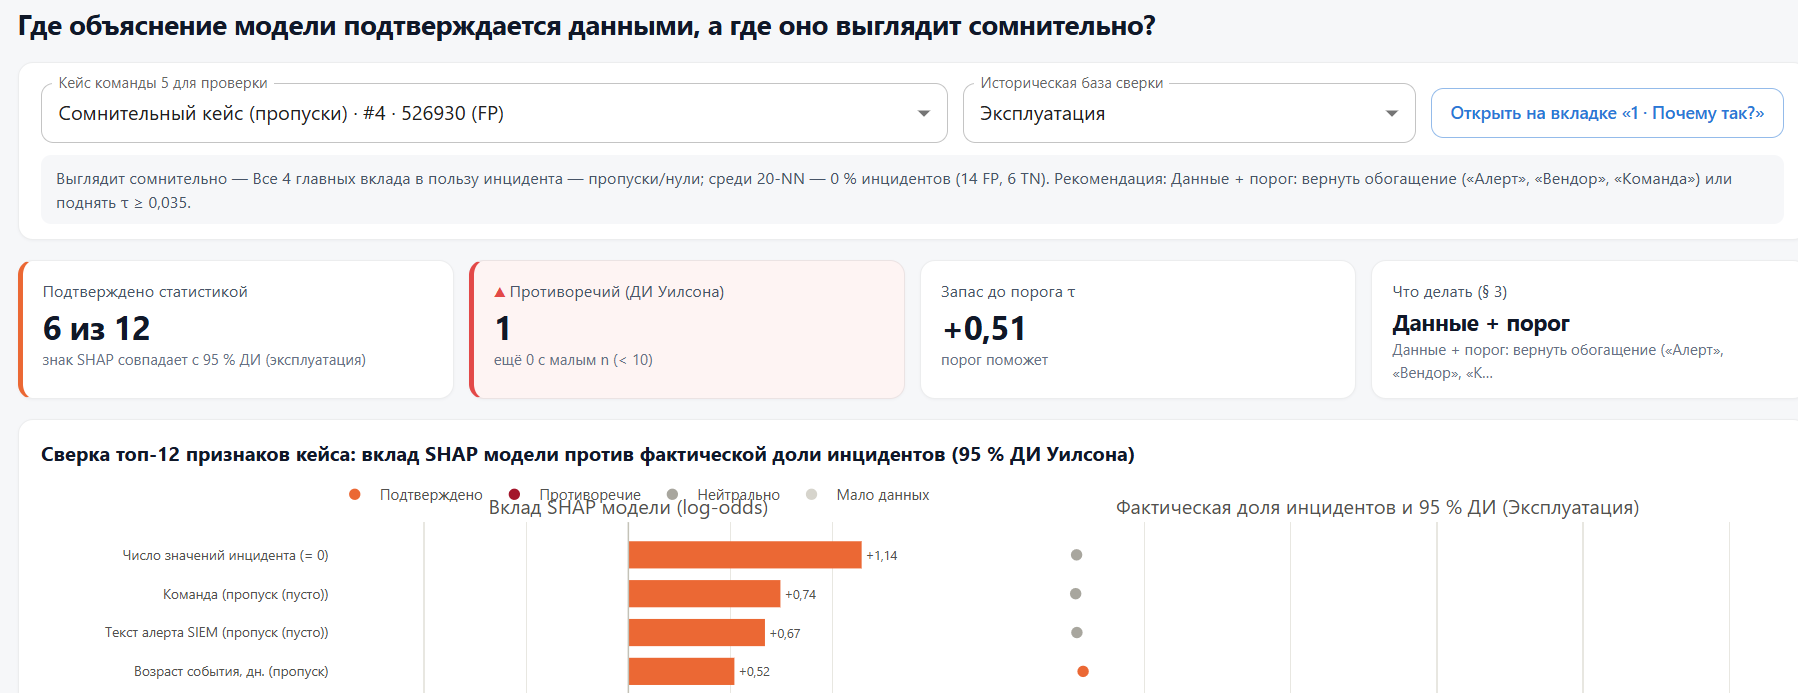 Где объяснение модели подтверждается данными, а где оно выглядит сомнительно?
Кейс команды 5 для проверки
Сомнительный кейс (пропуски) · #4 · 526930 (FP)
Историческая база сверки
Эксплуатация
Открыть на вкладке «1 · Почему так?»
Выглядит сомнительно — Все 4 главных вклада в пользу инцидента — пропуски/нули; среди 20-NN — 0 % инцидентов (14 FP, 6 TN). Рекомендация: Данные + порог: вернуть обогащение («Алерт», «Вендор», «Команда») или
поднять τ ≥ 0,035.
Подтверждено статистикой
6 из 12
знак SHAP совпадает с 95 % ДИ (эксплуатация)
▲ Противоречий (ДИ Уилсона)
1
ещё 0 с малым n (< 10)
Запас до порога τ
+0,51
порог поможет
Что делать (§ 3)
Данные + порог
Данные + порог: вернуть обогащение («Алерт»,
«Вендор», «К...
Сверка топ-12 признаков кейса: вклад SHAP модели против фактической доли инцидентов (95 % ДИ Уилсона)
Подтверждено
Противоречие
Нейтрально
Мало данных
Вклад SHAP модели (log-odds)
Фактическая доля инцидентов и 95 % ДИ (Эксплуатация)
Число значений инцидента (= 0)
+1,14
Команда (пропуск (пусто))
+0,74
Текст алерта SIEM (пропуск (пусто))
+0,67
Возраст события, дн. (пропуск)
+0,52